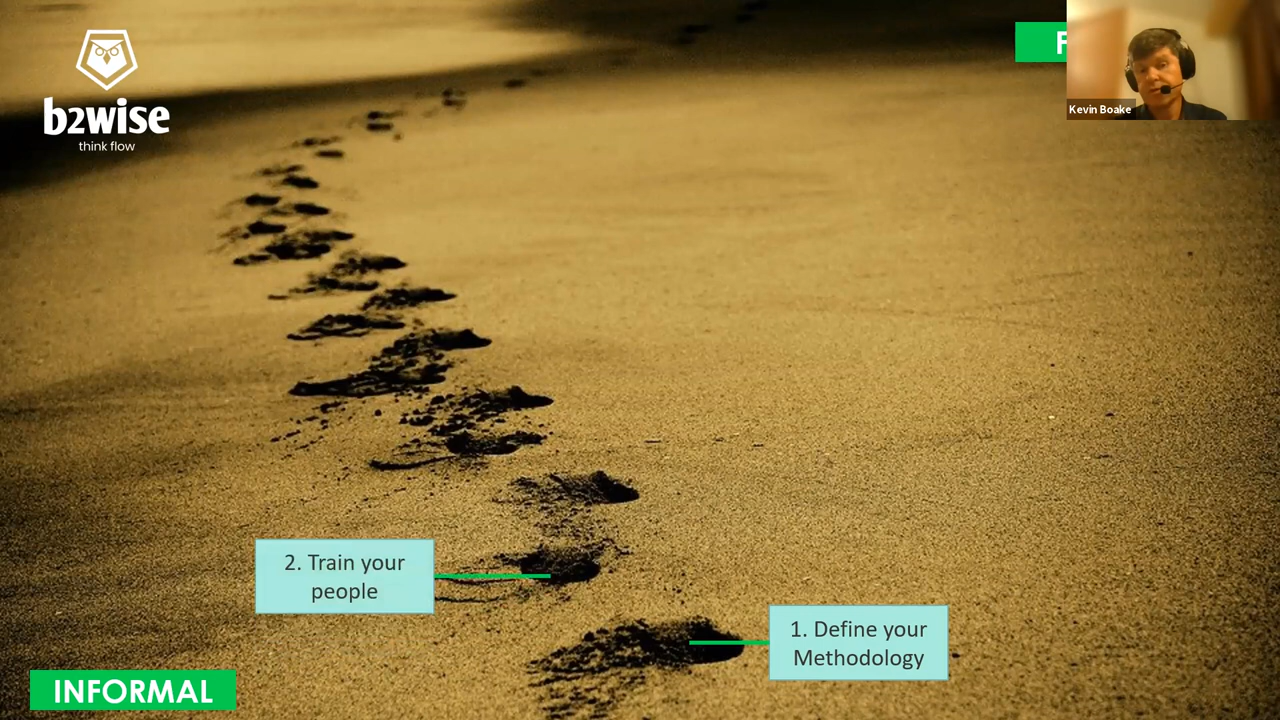 b2wise
think flow
F
Kevin Boake
2. Train your
people
1. Define your
Methodology
INFORMAL